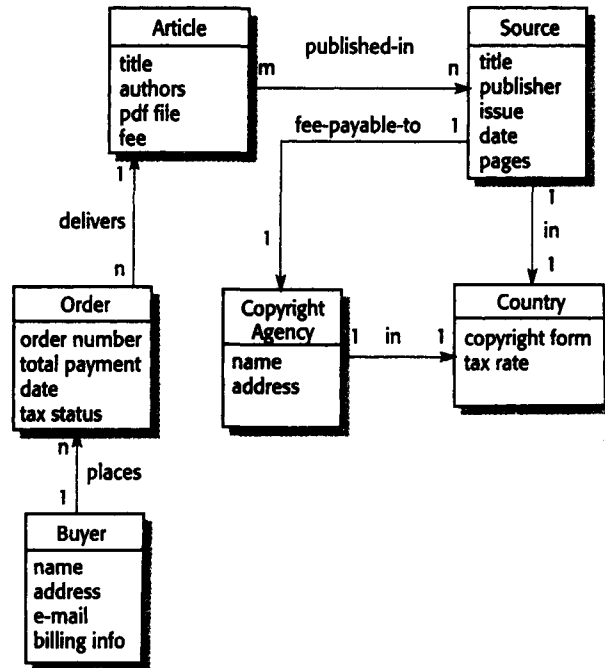 Article
title
authors
pdf file
fee
m
published-in
n
Source
title
publisher
issue
date
pages
fee-payable-to
1
1
1
in
1
1
delivers
n
Order
order number
total payment
date
tax status
Copyright
Agency
name
address
1
in
1
Country
copyright form
tax rate
n
places
1
Buyer
name
address
e-mail
billing info